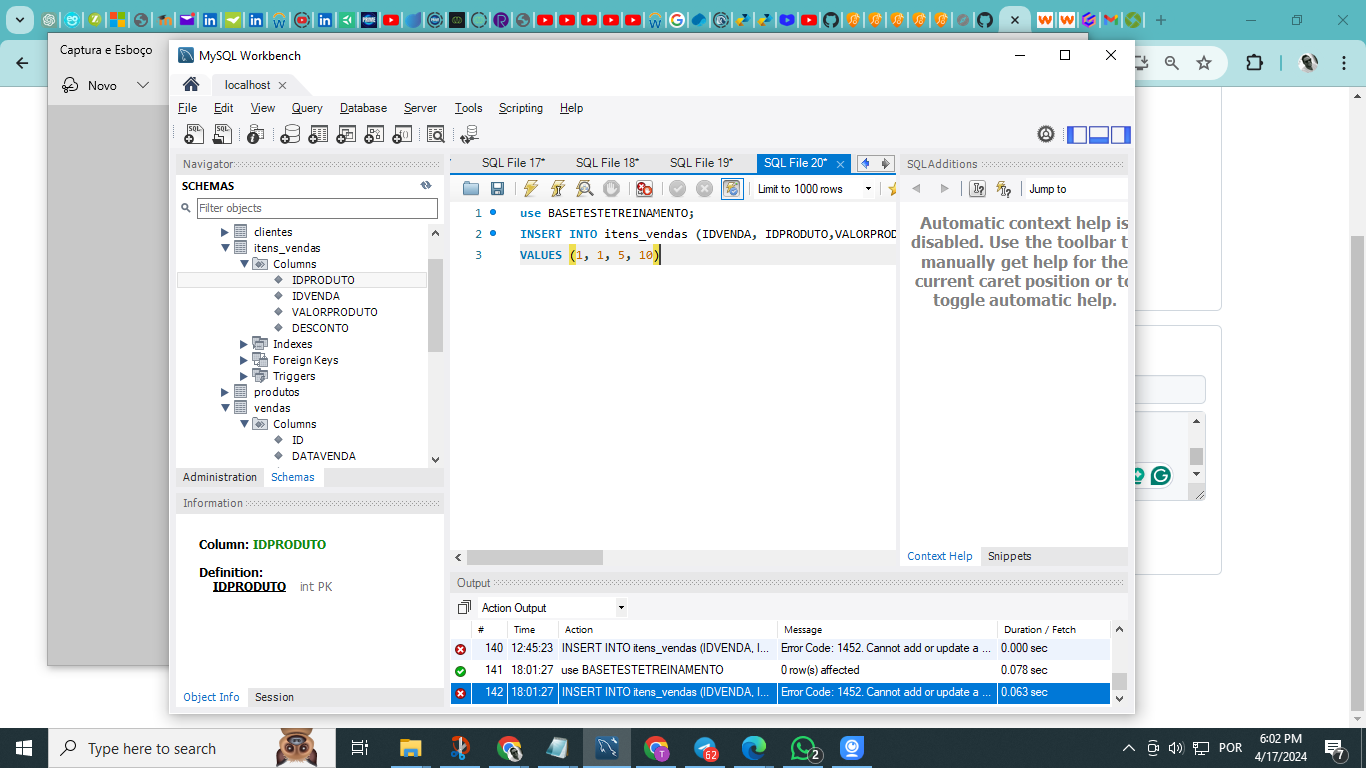 Captura e Esboço
Novo
MySQL Workbench
localhost
File Edit View Query Database Server Tools Scripting Help
Navigator
SCHEMAS
Filter objects
clientes
itens_vendas
Columns
IDPRODUTO
IDVENDA
VALORPRODUTO
DESCONTO
Indexes
Foreign Keys
Triggers
produtos
vendas
Columns
ID
DATAVENDA
Administration Schemas
Information
Column: IDPRODUTO
Definition:
IDPRODUTO int PK
Object Info Session
SQL File 17* SQL File 18* SQL File 19* SQL File 20*
Limit to 1000 rows
1 use BASETESTETREINAMENTO;
2 INSERT INTO itens_vendas (IDVENDA, IDPRODUTO,VALORPROD
3 VALUES (1, 1, 5, 10)
SQLAdditions
Jump to
Automatic context help is
disabled. Use the toolbar t
manually get help for the
current caret position or to
toggle automatic help.
Context Help Snippets
Output
Action Output
# Time Action Message Duration / Fetch
140 12:45:23 INSERT INTO itens_vendas (IDVENDA, I... Error Code: 1452. Cannot add or update a ... 0.000 sec
141 18:01:27 use BASETESTETREINAMENTO 0 row(s) affected 0.078 sec
142 18:01:27 INSERT INTO itens_vendas (IDVENDA, I... Error Code: 1452. Cannot add or update a ... 0.063 sec
Type here to search
62
2
POR
6:02 PM
4/17/2024
7